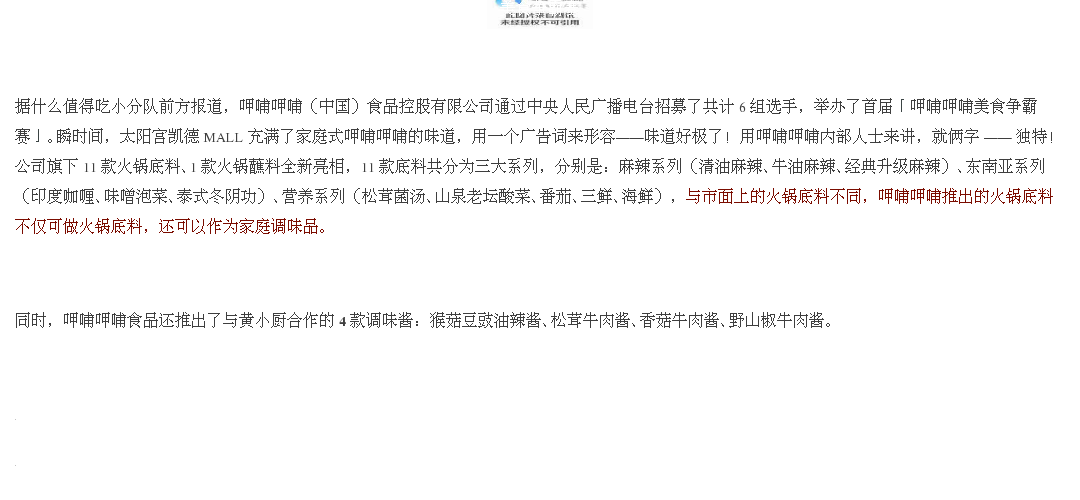 未经授权不可引用
据什么值得吃小分队前方报道，呷哺呷哺（中国）食品控股有限公司通过中央人民广播电台招募了共计 6 组选手，举办了首届「呷哺呷哺美食争霸
赛」。瞬时间，太阳宫凯德 MALL 充满了家庭式呷哺呷哺的味道，用一个广告词来形容——味道好极了！用呷哺呷哺内部人士来讲，就俩字 —— 独特！
公司旗下 11 款火锅底料、1 款火锅蘸料全新亮相，11 款底料共分为三大系列，分别是：麻辣系列（清油麻辣、牛油麻辣、经典升级麻辣）、东南亚系列
（印度咖喱、味噌泡菜、泰式冬阴功）、营养系列（松茸菌汤、山泉老坛酸菜、番茄、三鲜、海鲜），与市面上的火锅底料不同，呷哺呷哺推出的火锅底料
不仅可做火锅底料，还可以作为家庭调味品。
同时，呷哺呷哺食品还推出了与黄小厨合作的 4 款调味酱：猴菇豆豉油辣酱、松茸牛肉酱、香菇牛肉酱、野山椒牛肉酱。